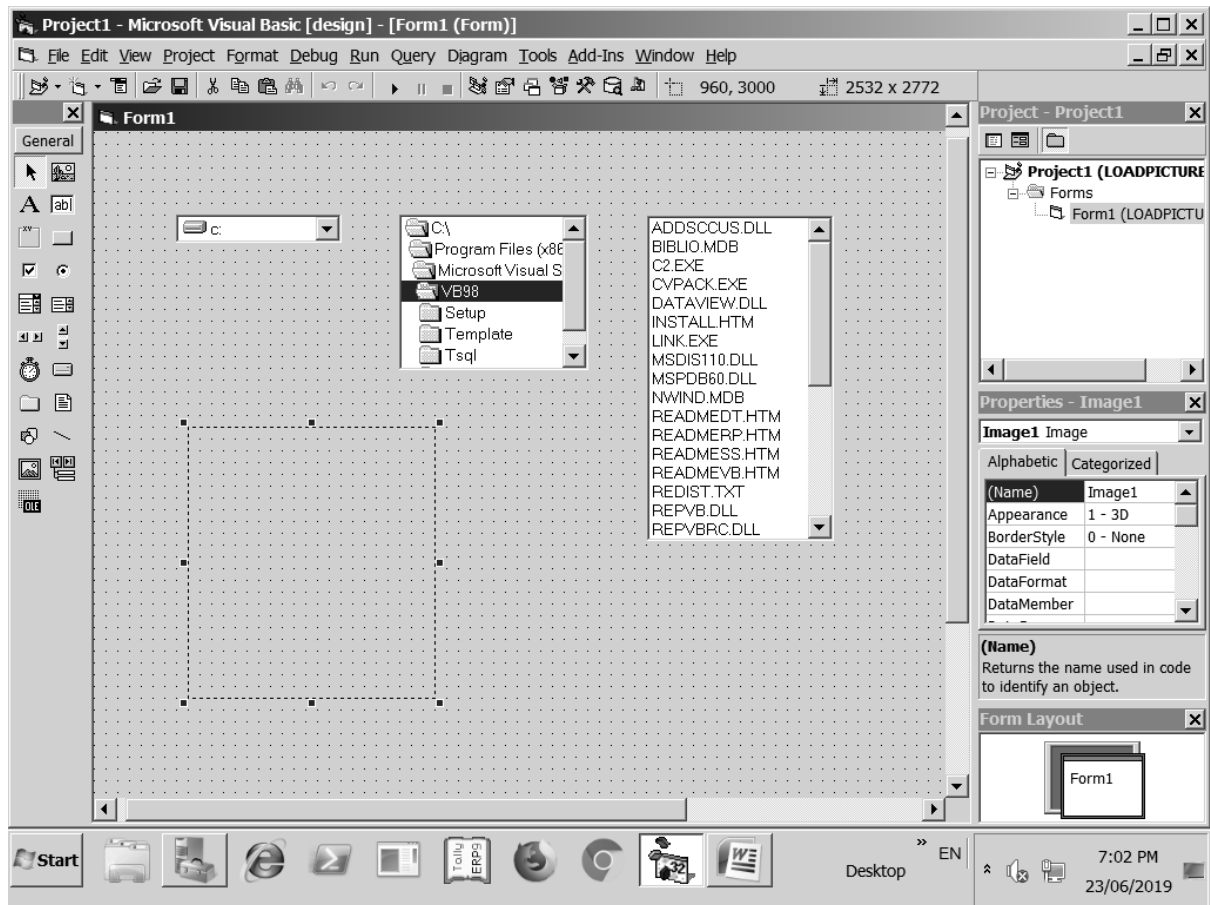 Project1 - Microsoft Visual Basic [design] - [Form1 (Form)]
File Edit View Project Format Debug Run Query Diagram Tools Add-Ins Window Help
960, 3000 2532 x 2772
General
A ab
XY
OLE
Form1
c:
C:\
Program Files (x86
Microsoft Visual S
VB98
Setup
Template
Tsql
ADDSCCUS.DLL
BIBLIO.MDB
C2.EXE
CVPACK.EXE
DATAVIEW.DLL
INSTALL.HTM
LINK.EXE
MSDIS110.DLL
MSPDB60.DLL
NWIND.MDB
READMEDT.HTM
READMERP.HTM
READMESS.HTM
READMEVB.HTM
REDIST.TXT
REPVB.DLL
REPVBRC.DLL
Project - Project1
Project1 (LOADPICTURE
Forms
Form1 (LOADPICTU
Properties - Image1
Image1 Image
Alphabetic Categorized
(Name) Image1
Appearance 1 - 3D
BorderStyle 0 - None
DataField
DataFormat
DataMember
(Name)
Returns the name used in code
to identify an object.
Form Layout
Form1
Start
Tally
ERP9
32
W
Desktop
»
EN
7:02 PM
23/06/2019